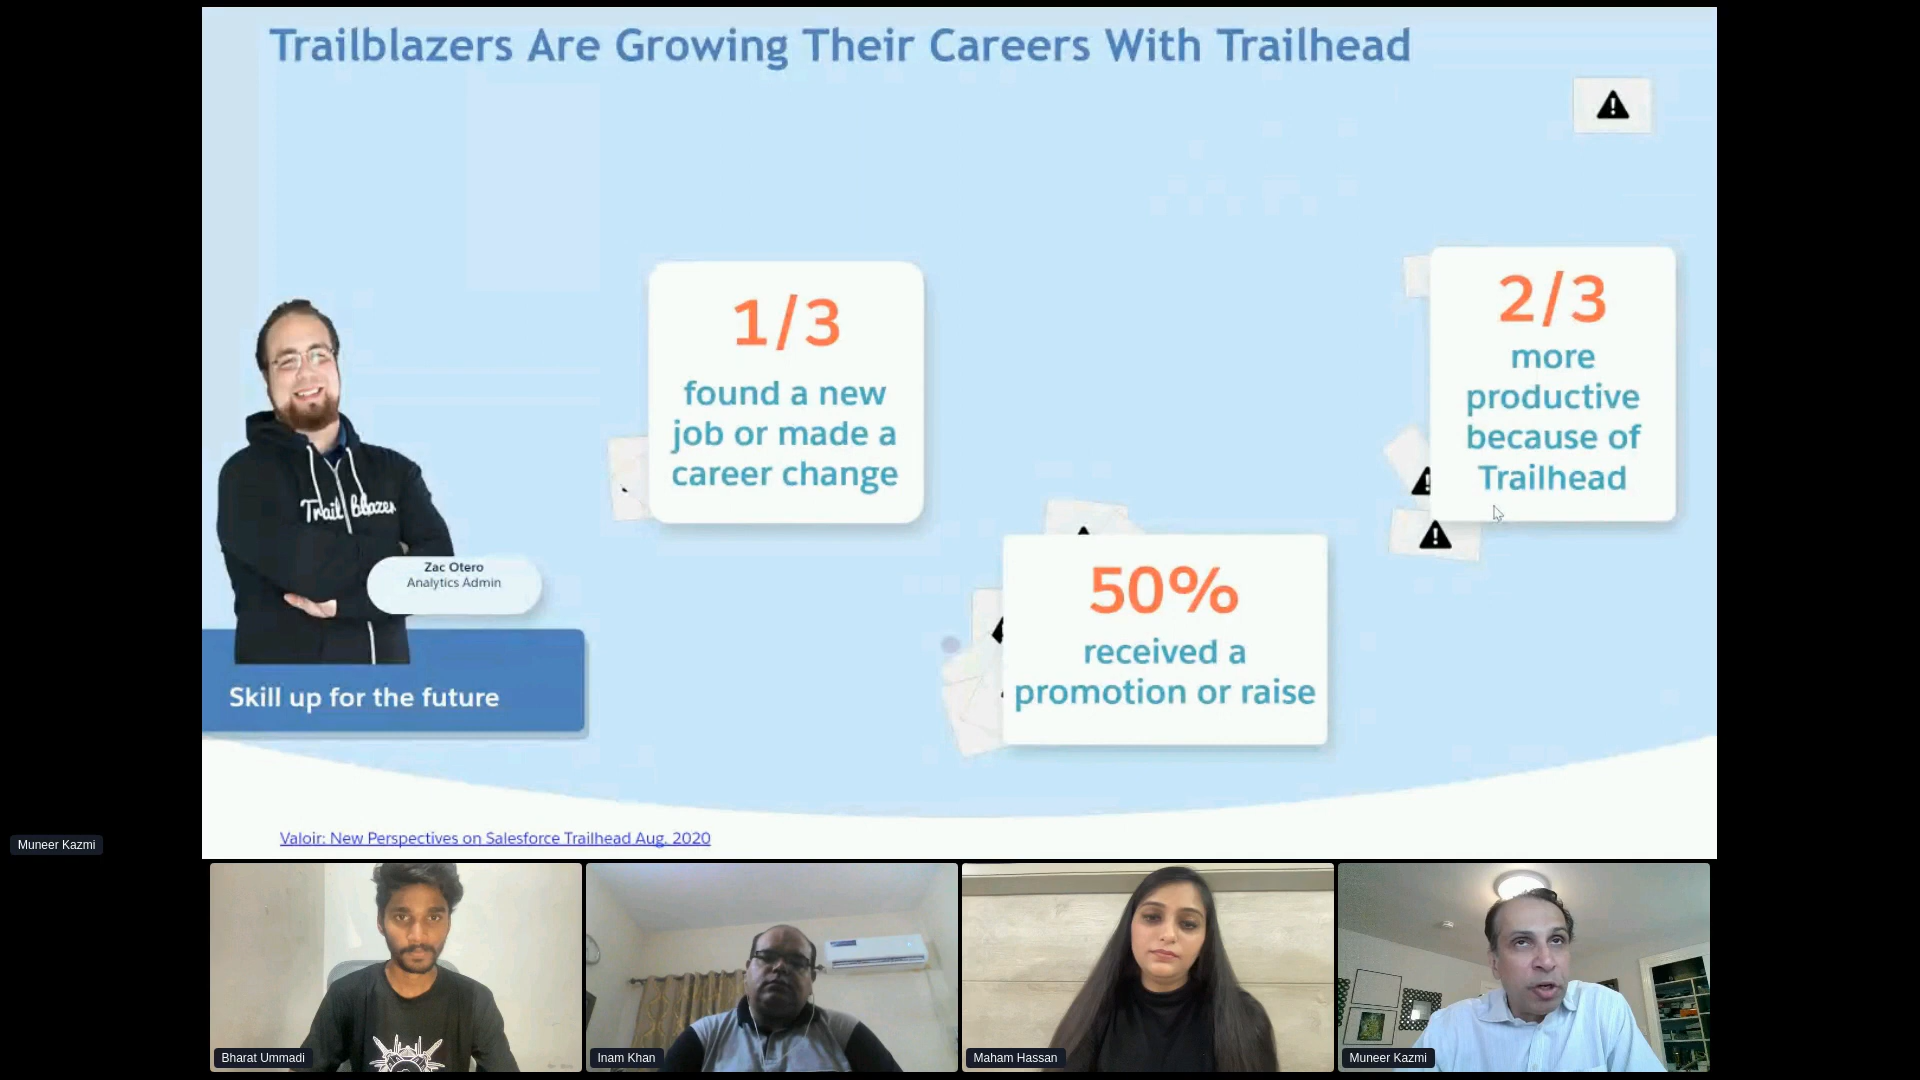 Trailblazers Are Growing Their Careers With Trailhead
1/3
found a new
job or made a
career change
2/3
more
productive
because of
Trailhead
Trailblazer
Zac Otero
Analytics Admin
50%
received a
promotion or raise
Skill up for the future
Valoir: New Perspectives on Salesforce Trailhead Aug. 2020
Muneer Kazmi
Bharat Ummadi
Inam Khan
Maham Hassan
Muneer Kazmi